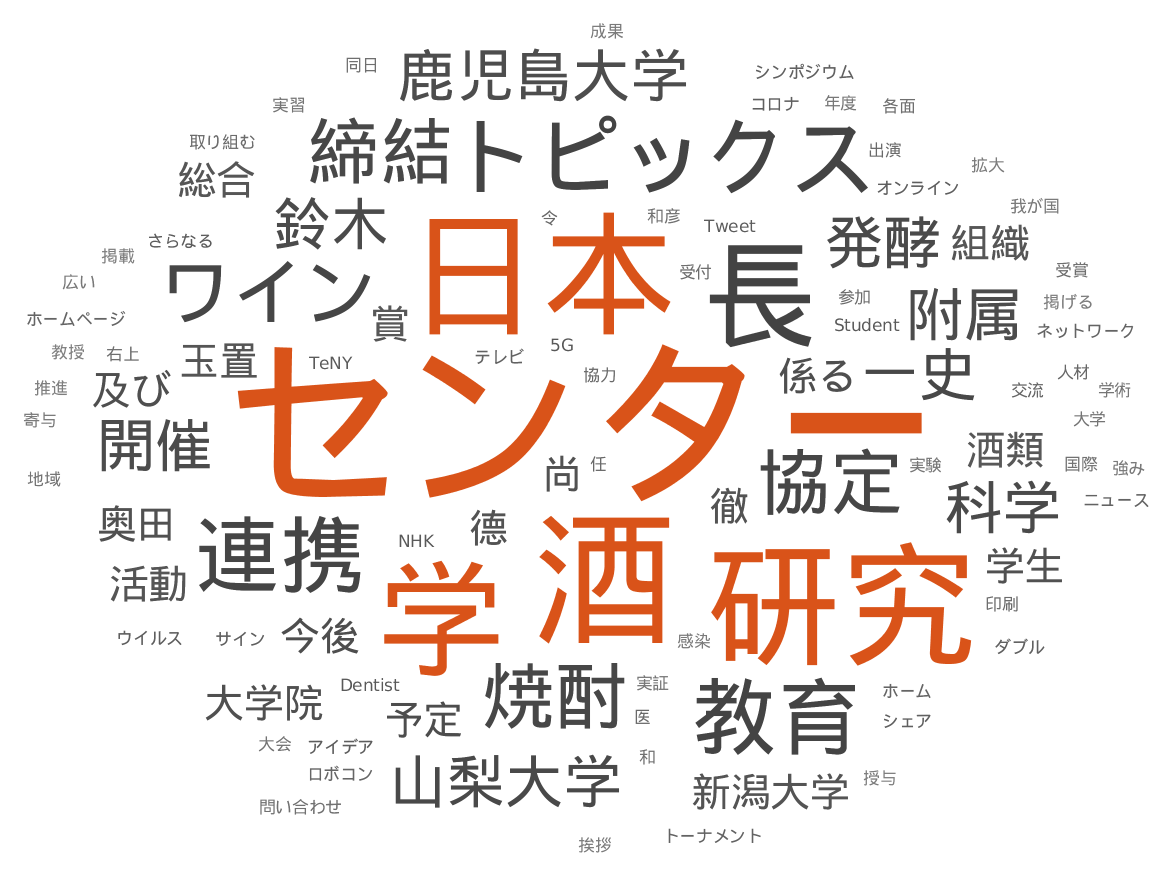 成果
同日
鹿児島大学
シンポジウム
実習
コロナ
年度
各面
取り組む
締結
トピックス
出演
総合
拡大
オンライン
鈴木
日本
令
和彦
Tweet
我が国
発酵
組織
さらなる
掲載
広い
ワイン
長
受付
受賞
賞
参加
附属
掲げる
Student
ネットワーク
ホームページ
教授
右上
玉置
TeNY
テレビ
5G
センター
協力
係る
一史
人材
推進
及び
交流
学術
寄与
大学
開催
酒類
地域
尚
任
協定
実験
国際
強み
徹
科学
ニュース
奥田
連携
徳
NHK
学
酒
研究
学生
活動
印刷
ウイルス
サイン
今後
感染
ダブル
大学院
Dentist
予定
焼酎
実証
医
教育
ホーム
シェア
大会
アイデア
ロボコン
山梨大学
和
新潟大学
授与
問い合わせ
挨拶
トーナメント